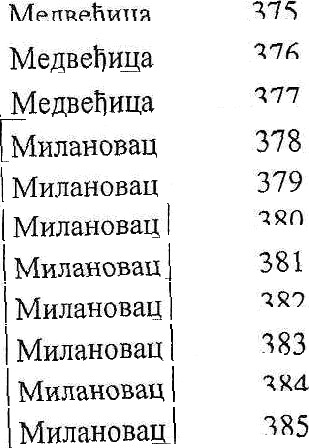 Медвеђица 375
Медвеђица 376
Медвеђица 377
Милановац 378
Милановац 379
Милановац 380
Милановац 381
Милановац 382
Милановац 383
Милановац 384
Милановац 385